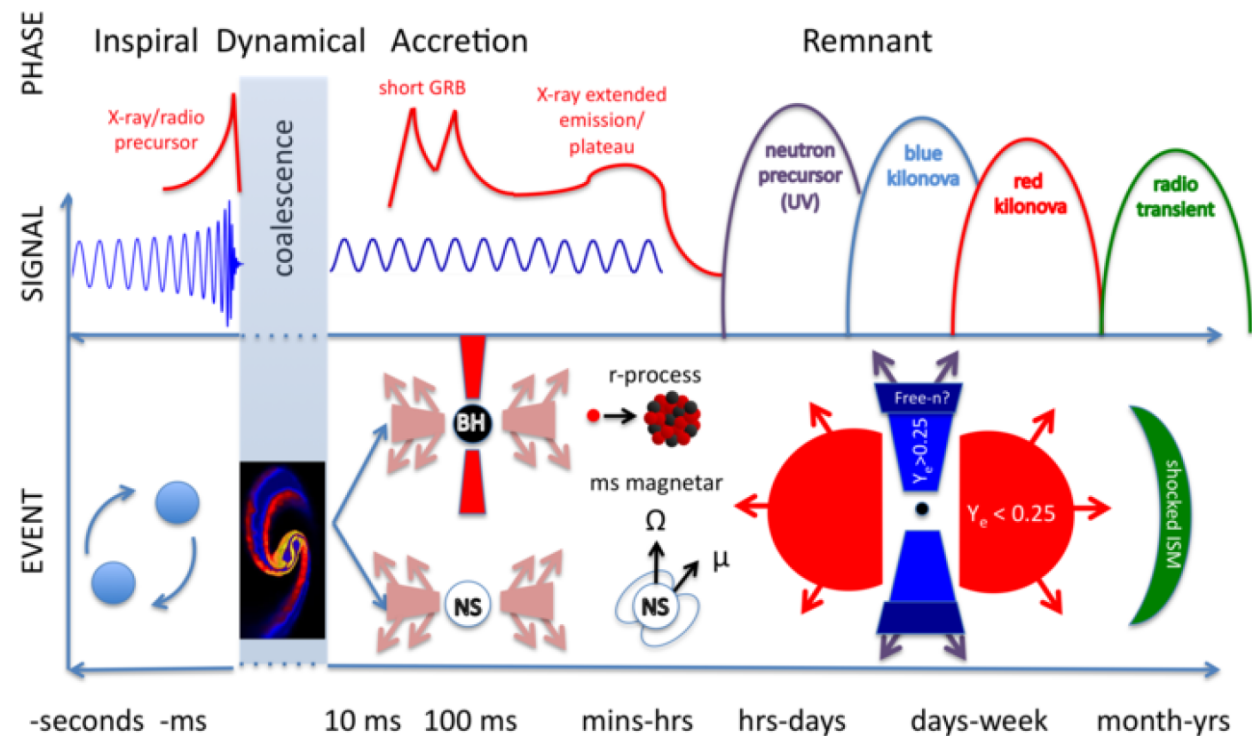 PHASE
Inspiral Dynamical Accretion Remnant
SIGNAL
X-ray/radio
precursor
coalescence
short GRB
X-ray extended
emission/
plateau
neutron
precursor
(UV)
blue
kilonova
red
kilonova
radio
transient
EVENT
BH
NS
r-process
ms magnetar
Ω
μ
NS
Free-n?
Ye>0.25
Ye < 0.25
shocked ISM
-seconds -ms 10 ms 100 ms mins-hrs hrs-days days-week month-yrs